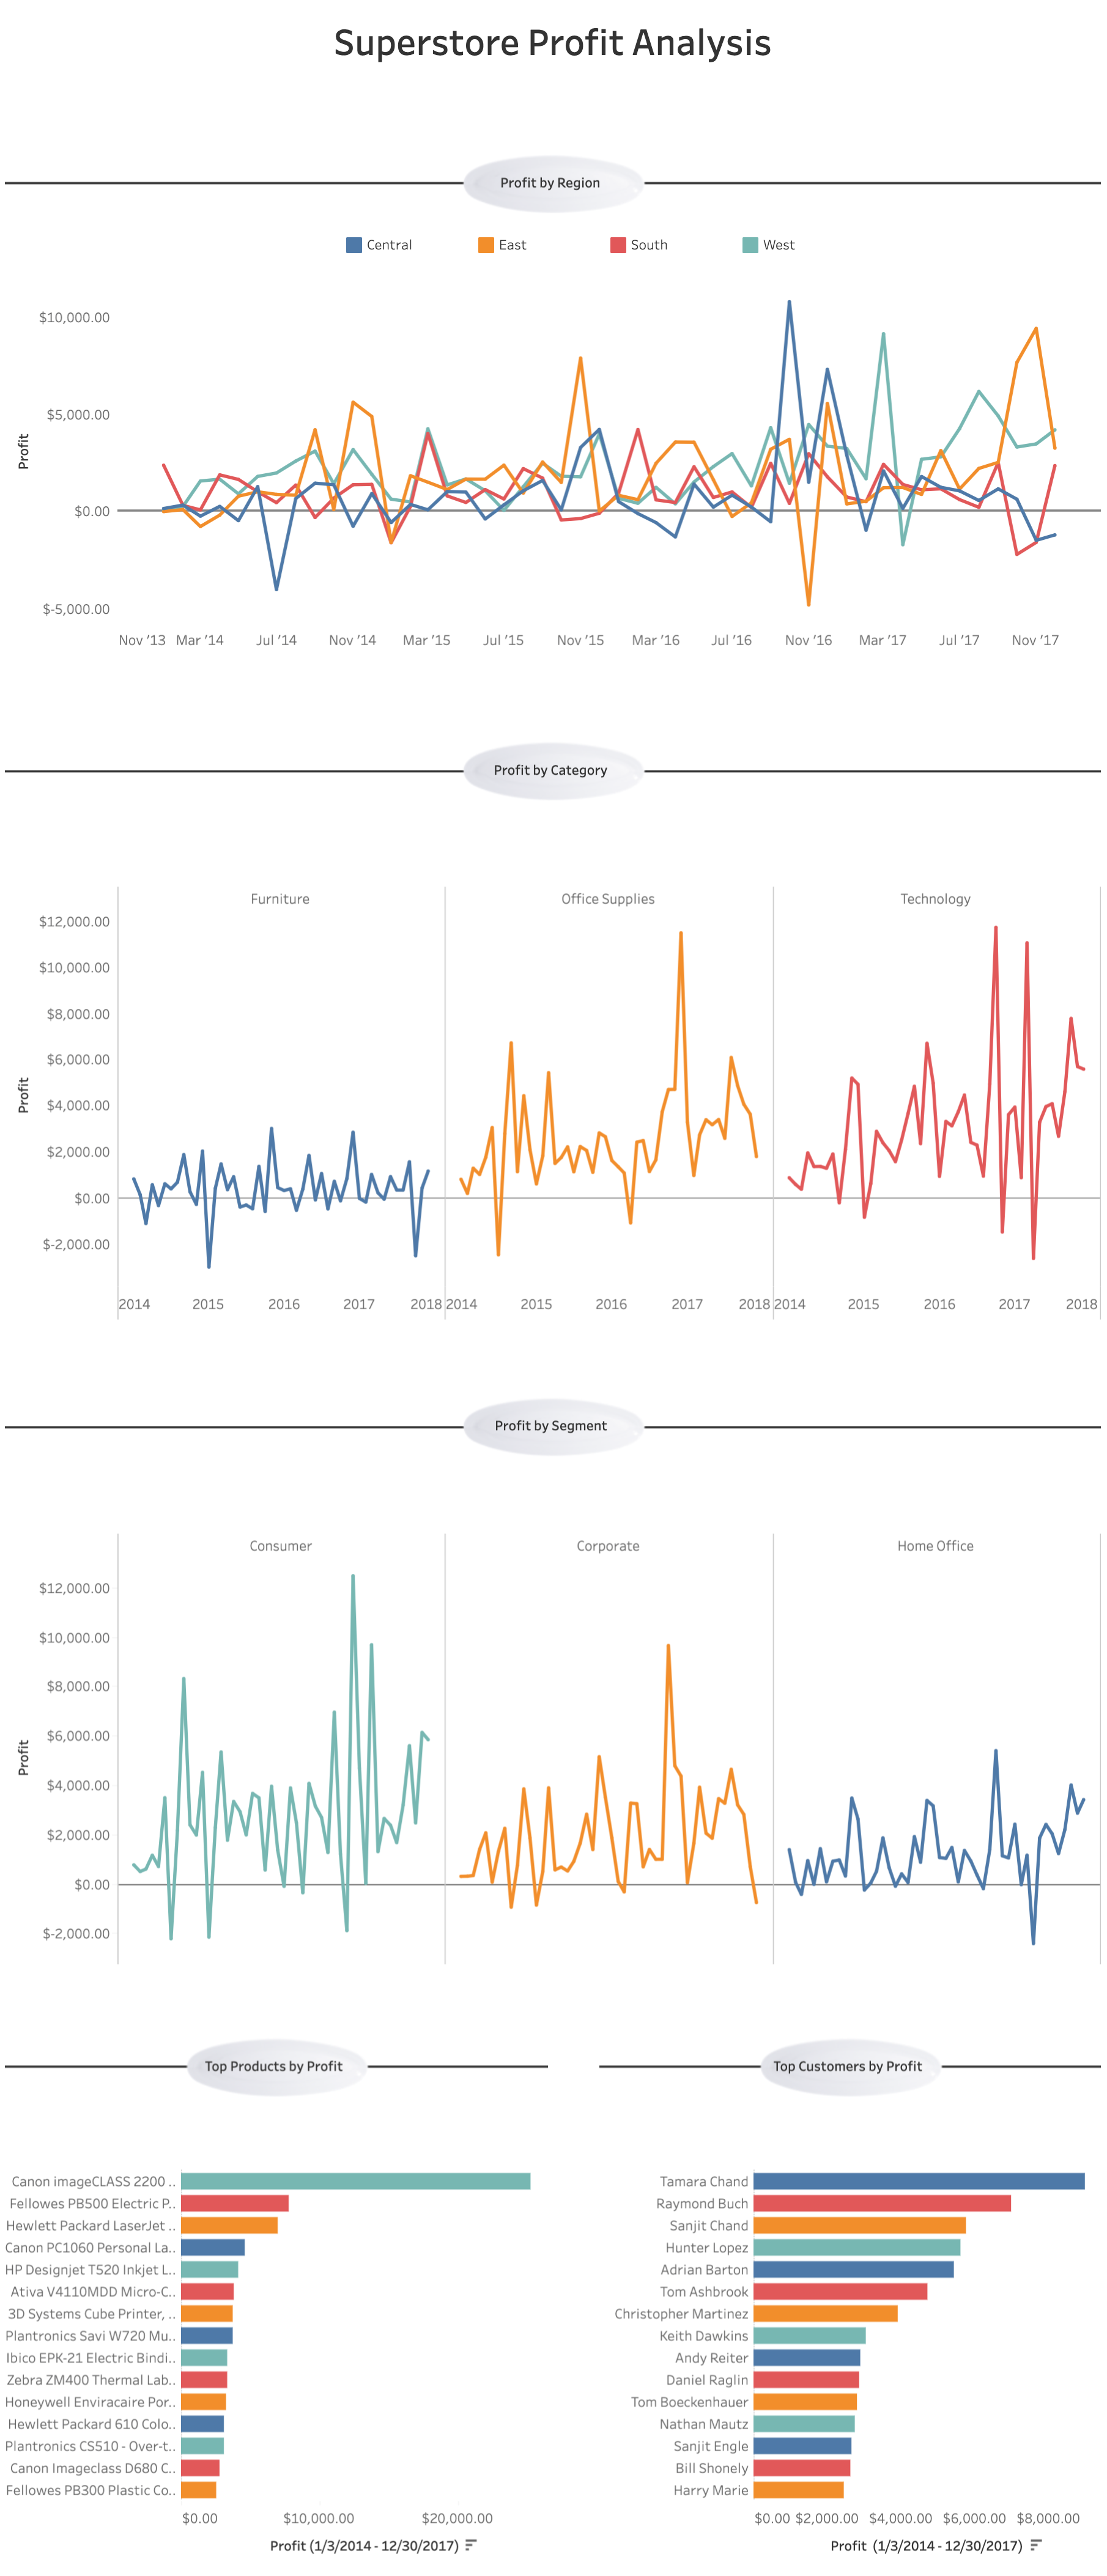 Superstore Profit Analysis
Profit by Region
Central East South West
$10,000.00
$5,000.00
$0.00
$-5,000.00
Profit
Nov '13 Mar '14 Jul '14 Nov '14 Mar '15 Jul '15 Nov '15 Mar '16 Jul '16 Nov '16 Mar '17 Jul '17 Nov '17
Profit by Category
Furniture Office Supplies Technology
$12,000.00
$10,000.00
$8,000.00
$6,000.00
$4,000.00
$2,000.00
$0.00
$-2,000.00
Profit
2014 2015 2016 2017 2018 2014 2015 2016 2017 2018 2014 2015 2016 2017 2018
Profit by Segment
Consumer Corporate Home Office
$12,000.00
$10,000.00
$8,000.00
$6,000.00
$4,000.00
$2,000.00
$0.00
$-2,000.00
Profit
Top Products by Profit
Canon imageCLASS 2200 ..
Fellowes PB500 Electric P..
Hewlett Packard LaserJet ..
Canon PC1060 Personal La..
HP Designjet T520 Inkjet L..
Ativa V4110MDD Micro-C..
3D Systems Cube Printer, ..
Plantronics Savi W720 Mu..
Ibico EPK-21 Electric Bindi..
Zebra ZM400 Thermal Lab..
Honeywell Enviracaire Por..
Hewlett Packard 610 Colo..
Plantronics CS510 - Over-t..
Canon Imageclass D680 C..
Fellowes PB300 Plastic Co..
$0.00 $10,000.00 $20,000.00
Profit (1/3/2014 - 12/30/2017)
Top Customers by Profit
Tamara Chand
Raymond Buch
Sanjit Chand
Hunter Lopez
Adrian Barton
Tom Ashbrook
Christopher Martinez
Keith Dawkins
Andy Reiter
Daniel Raglin
Tom Boeckenhauer
Nathan Mautz
Sanjit Engle
Bill Shonely
Harry Marie
$0.00 $2,000.00 $4,000.00 $6,000.00 $8,000.00
Profit (1/3/2014 - 12/30/2017)